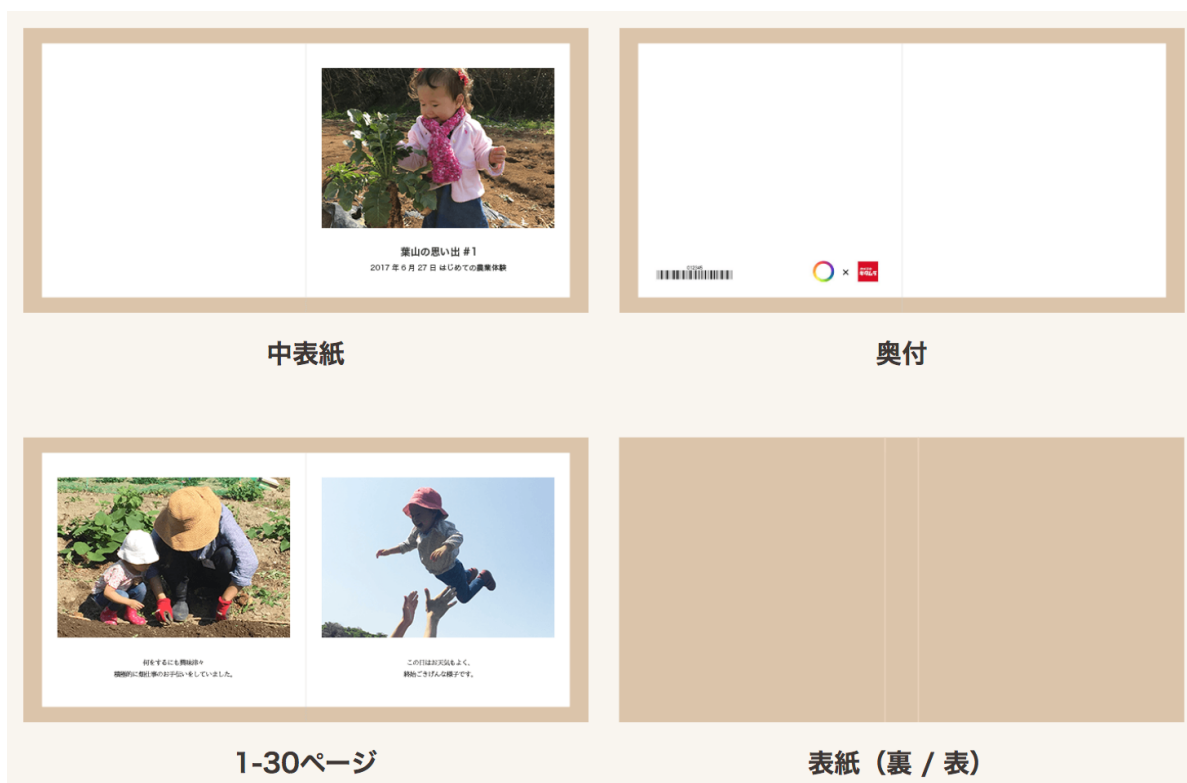 葉山の思い出 #1
2017 年 6 月 27 日 はじめての農業体験
中表紙
012345
×
奥付
何をするにも興味津々
積極的に畑仕事のお手伝いをしていました。
この日はお天気もよく、
終始ごきげんな様子です。
1-30ページ
表紙（裏 / 表）